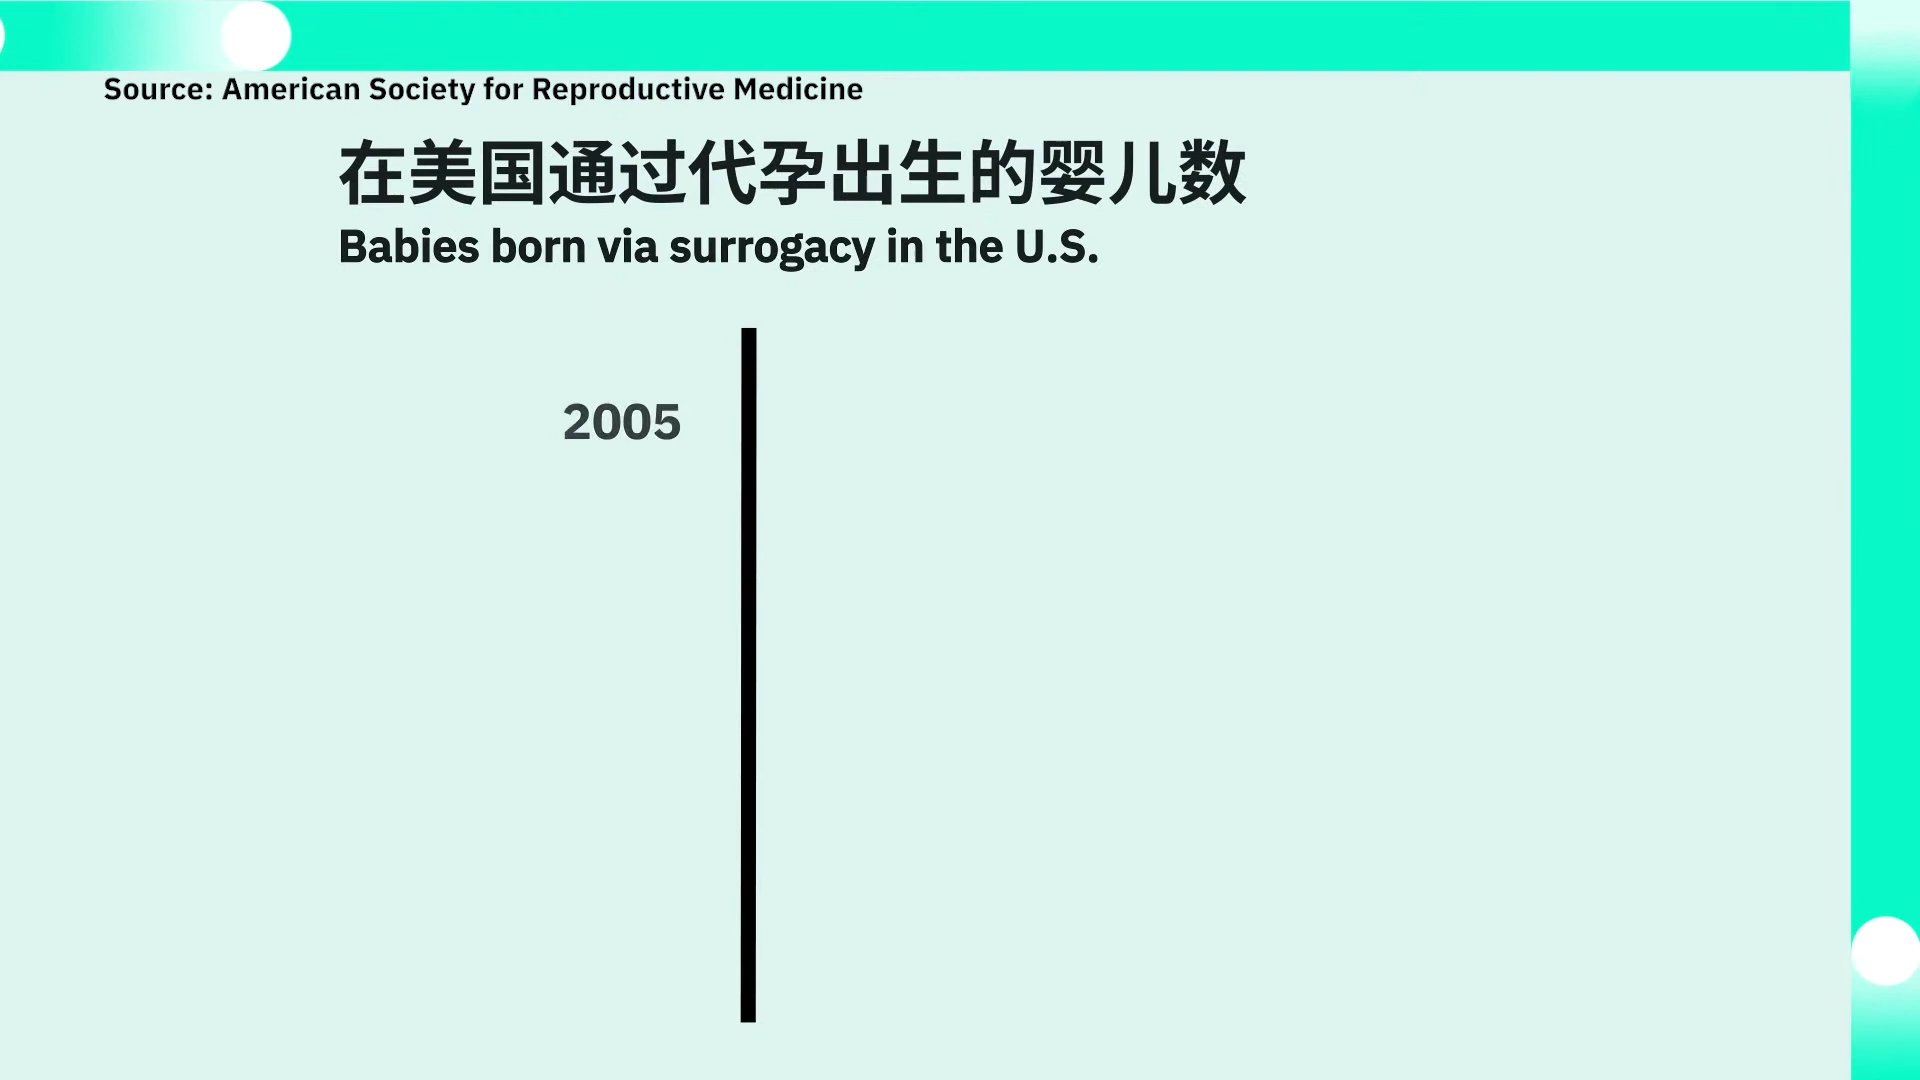 Source: American Society for Reproductive Medicine
在美国通过代孕出生的婴儿数
Babies born via surrogacy in the U.S.
2005